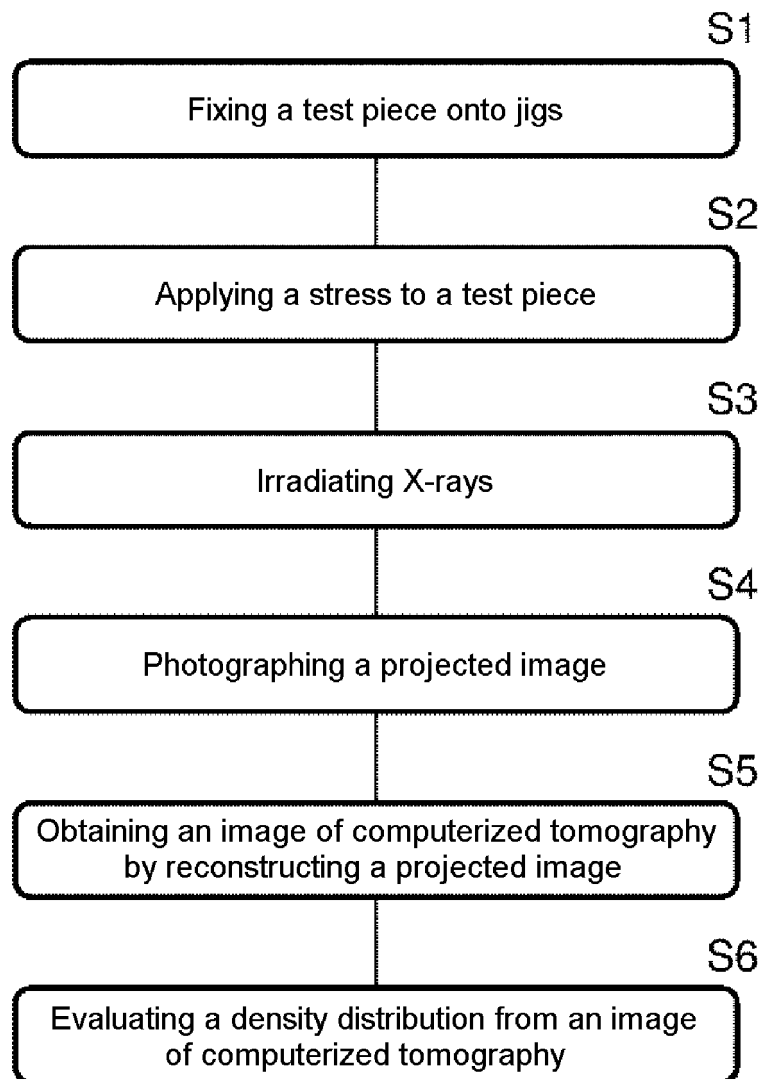 S1
Fixing a test piece onto jigs
S2
Applying a stress to a test piece
S3
Irradiating X-rays
S4
Photographing a projected image
S5
Obtaining an image of computerized tomography
by reconstructing a projected image
S6
Evaluating a density distribution from an image
of computerized tomography